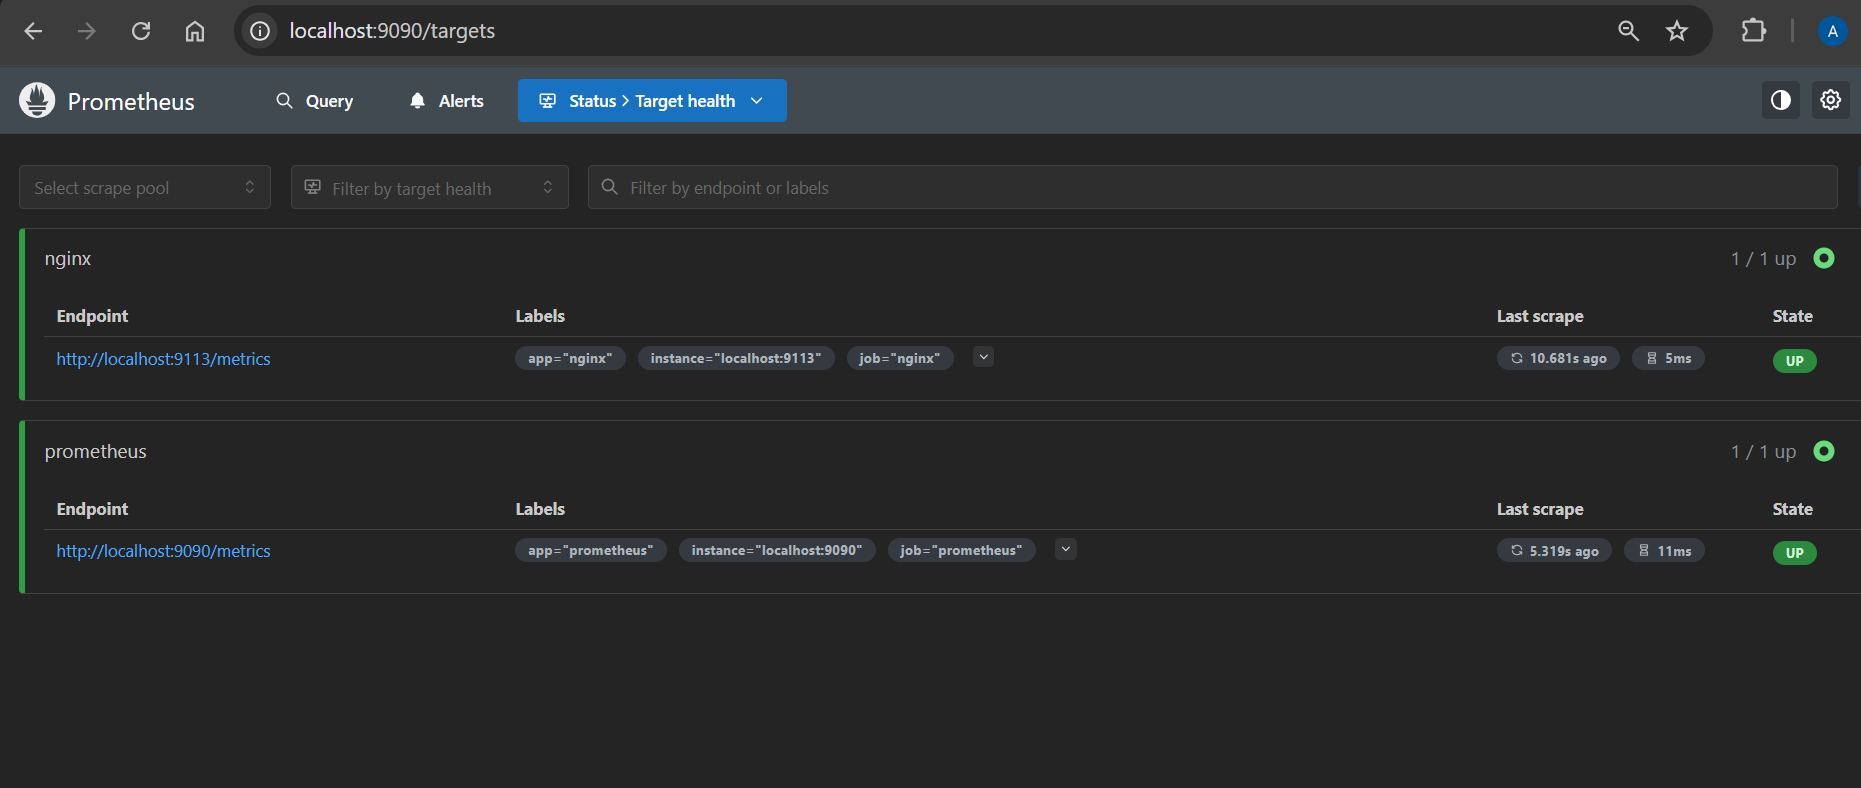 localhost:9090/targets
A
Prometheus Query Alerts Status > Target health
Select scrape pool Filter by target health Filter by endpoint or labels
nginx 1 / 1 up
Endpoint Labels Last scrape State
http://localhost:9113/metrics app="nginx" instance="localhost:9113" job="nginx" 10.681s ago 5ms UP
prometheus 1 / 1 up
Endpoint Labels Last scrape State
http://localhost:9090/metrics app="prometheus" instance="localhost:9090" job="prometheus" 5.319s ago 11ms UP